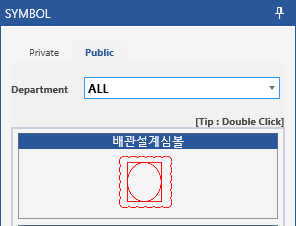 SYMBOL
Private Public
Department ALL
[Tip : Double Click]
배관설계심볼